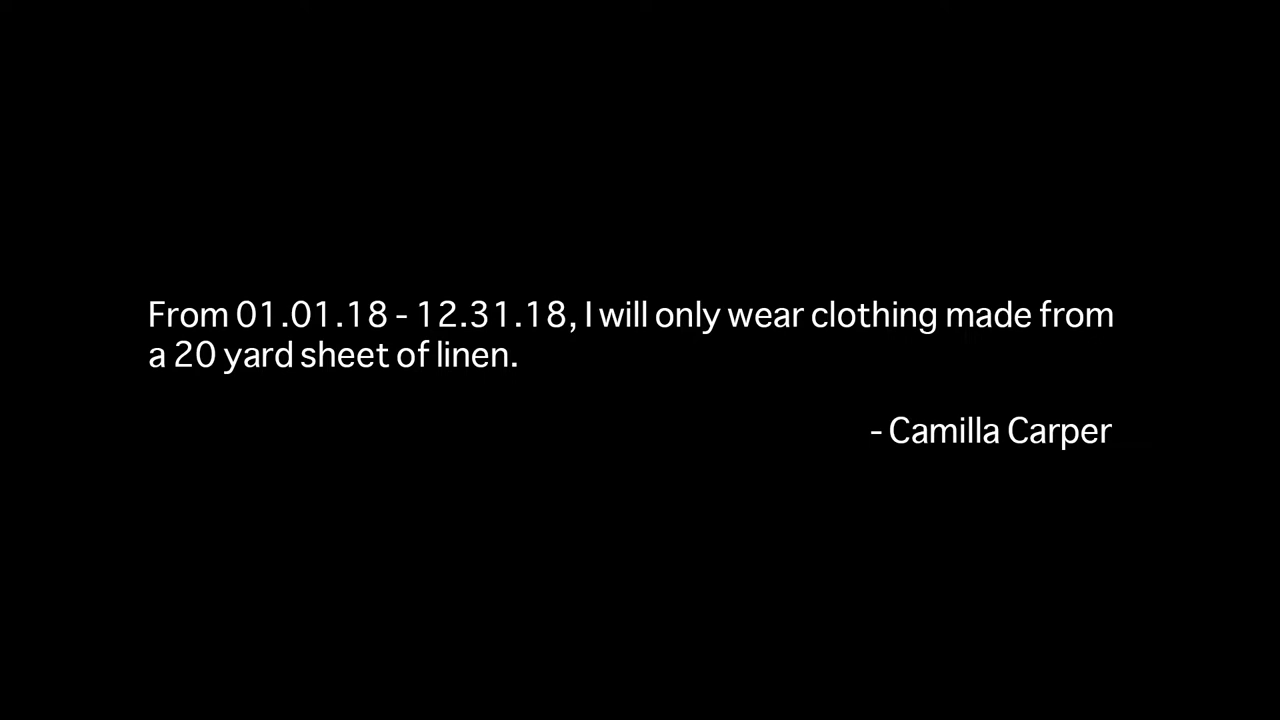 From 01.01.18 - 12.31.18, I will only wear clothing made from
a 20 yard sheet of linen.
- Camilla Carper